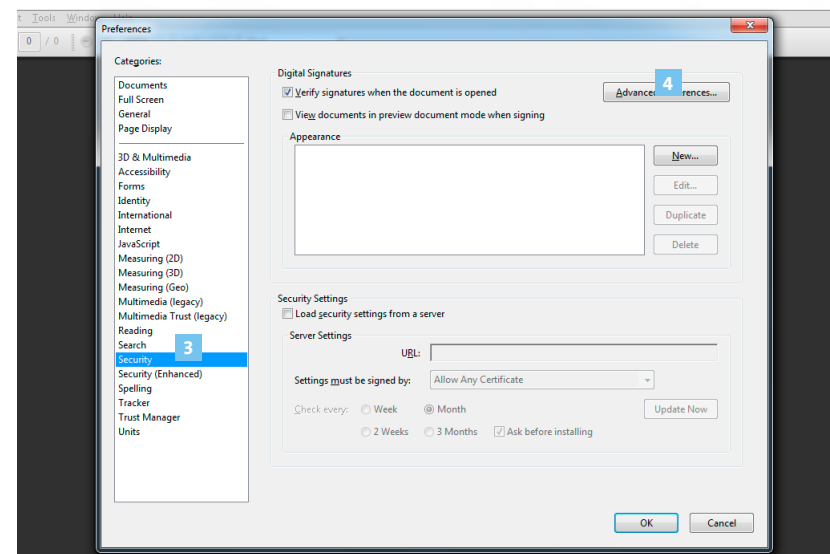 t Tools Window Help
0 / 0
Preferences
Categories:
Documents
Full Screen
General
Page Display
3D & Multimedia
Accessibility
Forms
Identity
International
Internet
JavaScript
Measuring (2D)
Measuring (3D)
Measuring (Geo)
Multimedia (legacy)
Multimedia Trust (legacy)
Reading
Search
3
Security
Security (Enhanced)
Spelling
Tracker
Trust Manager
Units
Digital Signatures
Verify signatures when the document is opened
4
View documents in preview document mode when signing
Appearance
New...
Edit...
Duplicate
Delete
Security Settings
Load security settings from a server
Server Settings
URL:
Settings must be signed by: Allow Any Certificate
Check every: Week Month Update Now
2 Weeks 3 Months Ask before installing
OK Cancel